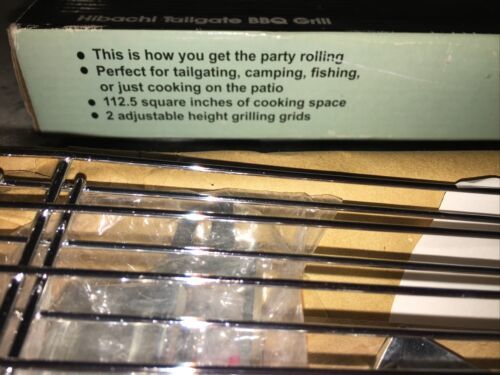 Hibachi Tailgate BBQ Grill
• This is how you get the party rolling
• Perfect for tailgating, camping, fishing,
or just cooking on the patio
• 112.5 square inches of cooking space
• 2 adjustable height grilling grids